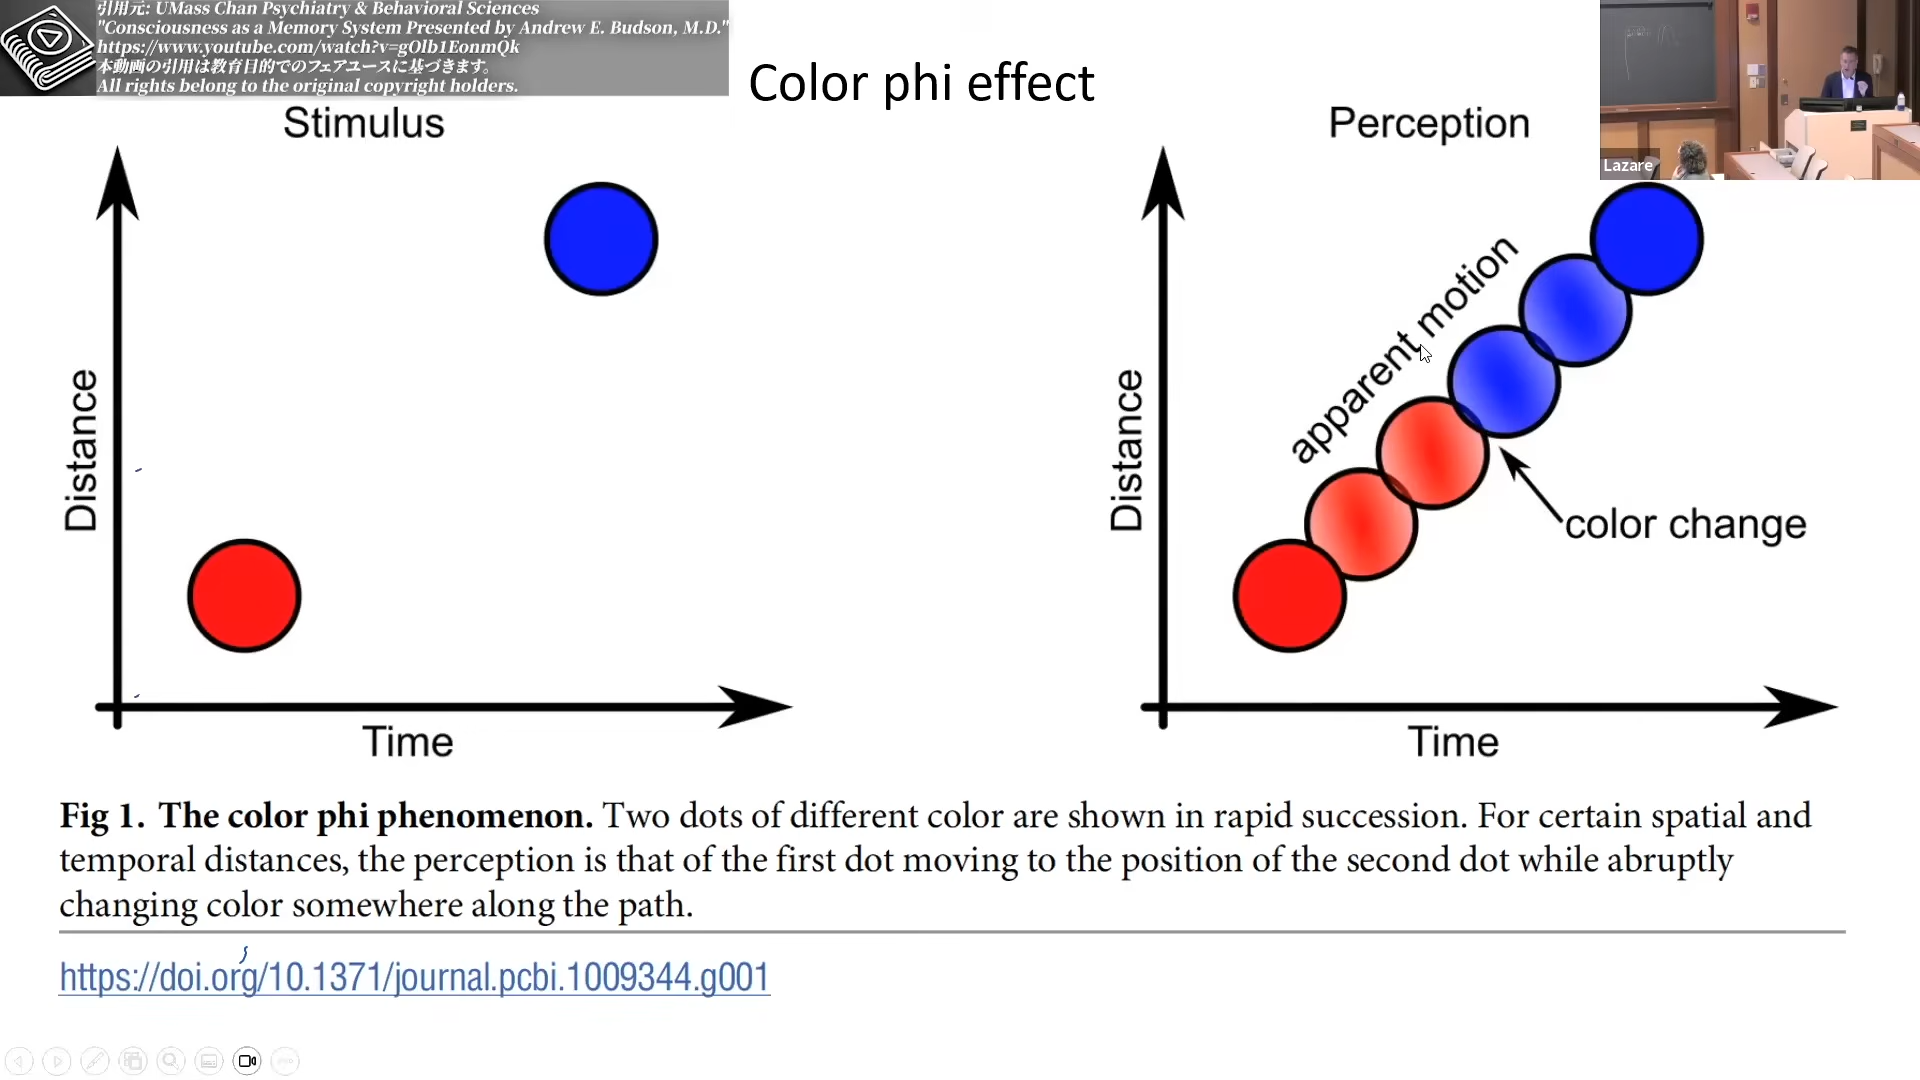 引用元: UMass Chan Psychiatry & Behavioral Sciences
"Consciousness as a Memory System Presented by Andrew E. Budson, M.D."
https://www.youtube.com/watch?v=gOlb1EonmQk
本動画の引用は教育目的でのフェアユースに基づきます。
All rights belong to the original copyright holders.
Color phi effect
Lazare
Stimulus
Distance
Time
Perception
Distance
apparent motion
color change
Time
Fig 1. The color phi phenomenon. Two dots of different color are shown in rapid succession. For certain spatial and
temporal distances, the perception is that of the first dot moving to the position of the second dot while abruptly
changing color somewhere along the path.
https://doi.org/10.1371/journal.pcbi.1009344.g001